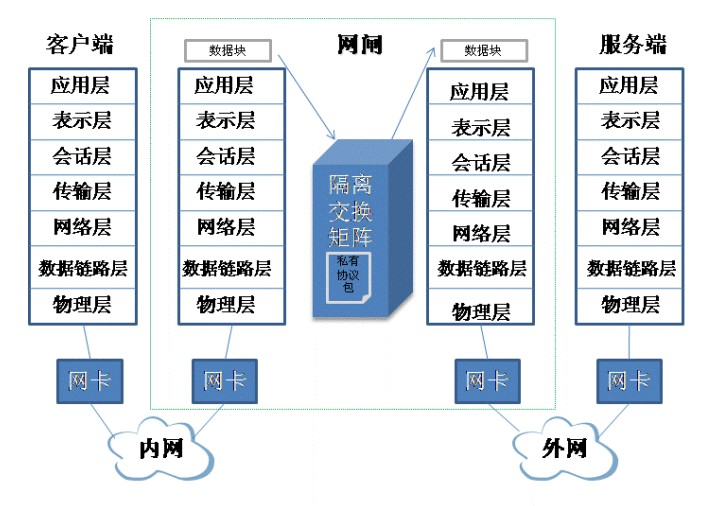 客户端
网闸
服务端
数据块
数据块
应用层
表示层
会话层
传输层
网络层
数据链路层
物理层
应用层
表示层
会话层
传输层
网络层
数据链路层
物理层
隔离
交换
矩阵
私有
协议
包
应用层
表示层
会话层
传输层
网络层
数据链路层
物理层
应用层
表示层
会话层
传输层
网络层
数据链路层
物理层
网卡
网卡
网卡
网卡
内网
外网